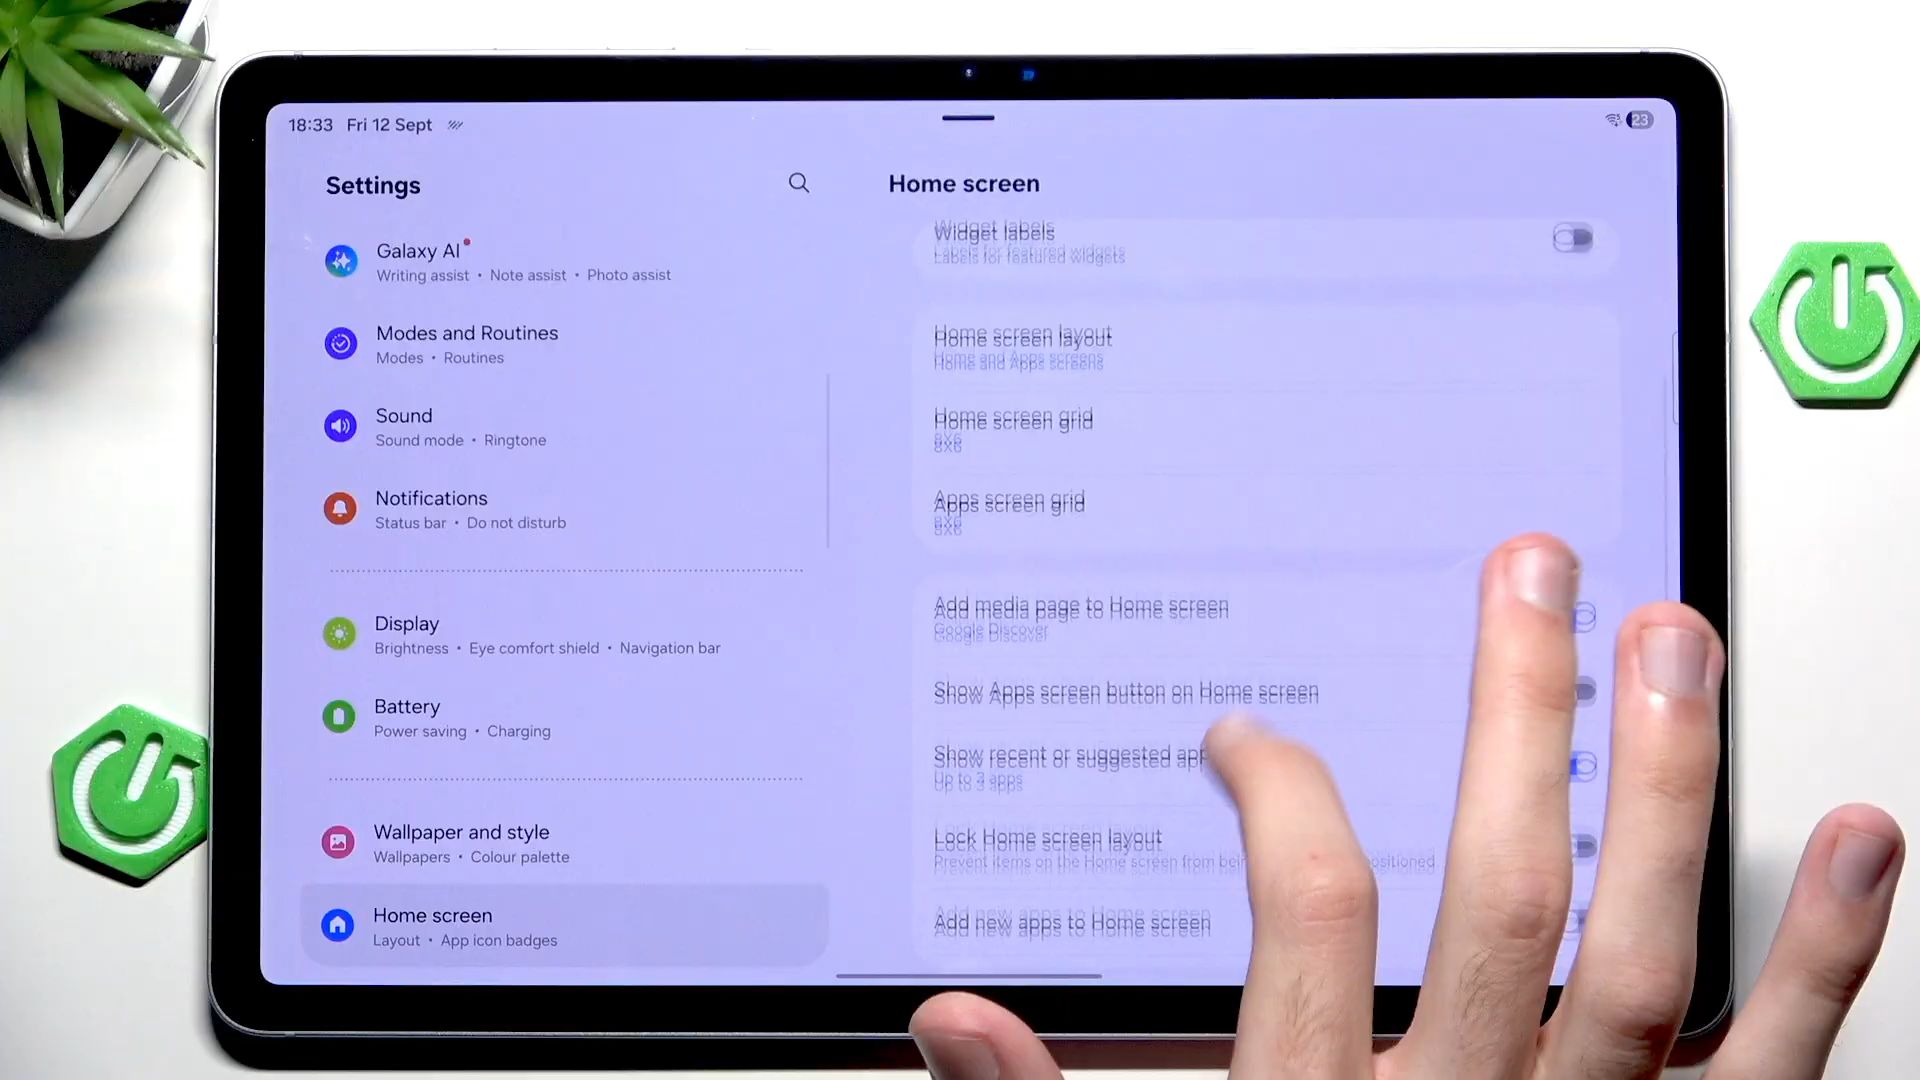 18:33 Fri 12 Sept
23
Settings
Galaxy AI
Writing assist • Note assist • Photo assist
Modes and Routines
Modes • Routines
Sound
Sound mode • Ringtone
Notifications
Status bar • Do not disturb
Display
Brightness • Eye comfort shield • Navigation bar
Battery
Power saving • Charging
Wallpaper and style
Wallpapers • Colour palette
Home screen
Layout • App icon badges
Home screen
Widget labels
Labels for featured widgets
Home screen layout
Home and Apps screens
Home screen grid
8X6
Apps screen grid
8X6
Add media page to Home screen
Google Discover
Show Apps screen button on Home screen
Show recent or suggested app
Up to 3 apps
Lock Home screen layout
Prevent items on the Home screen from bei positioned.
Add new apps to Home screen